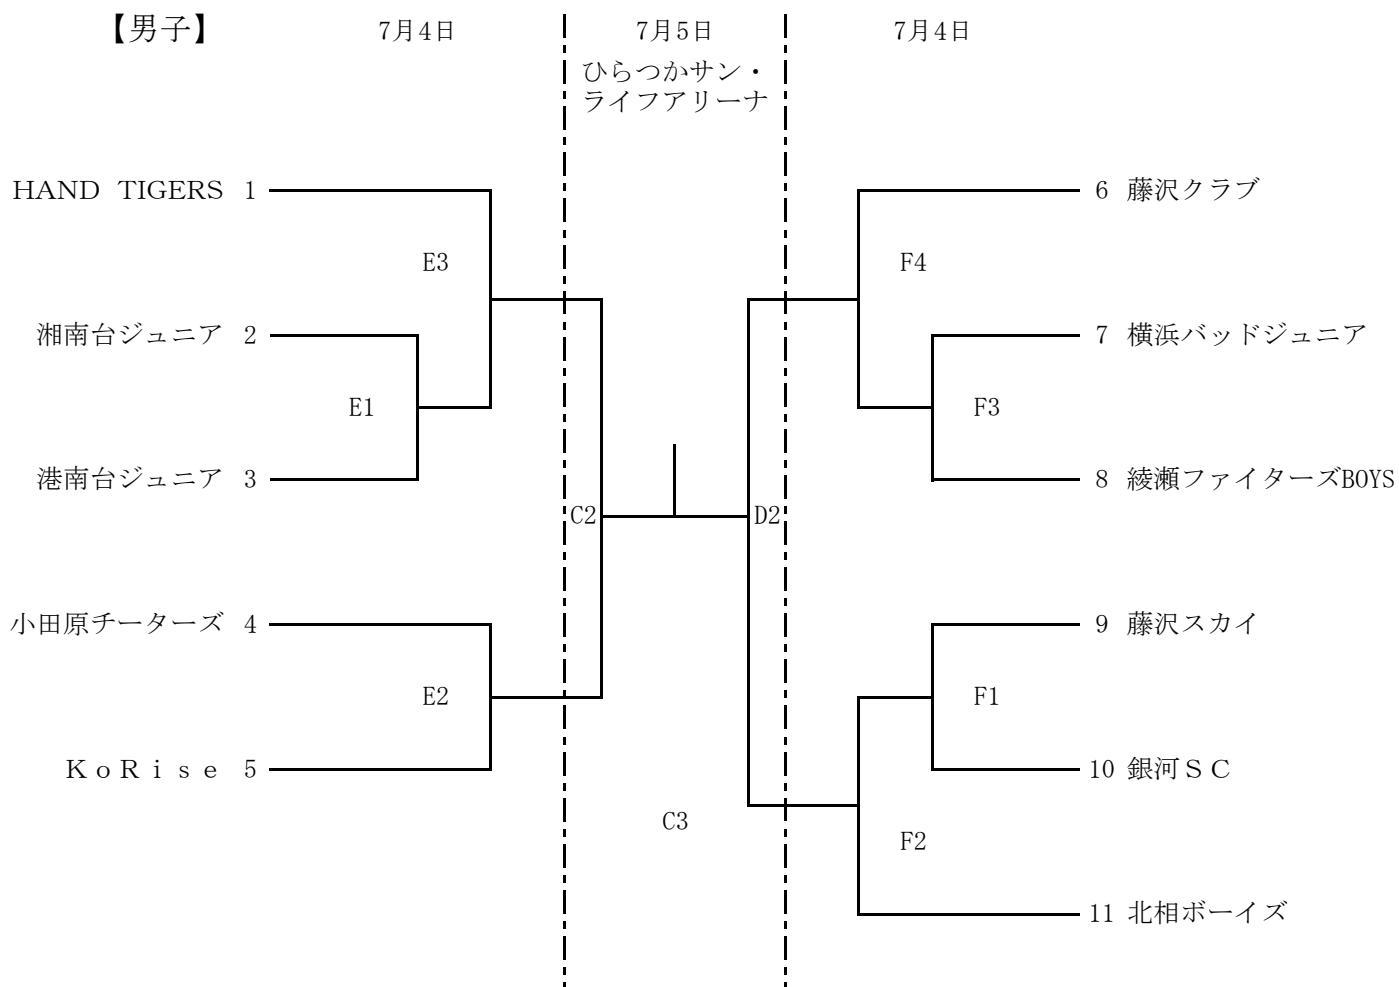 【男子】 7月4日 7月5日 7月4日
ひらつかサン・
ライフアリーナ
HAND TIGERS 1
E3
湘南台ジュニア 2
E1
港南台ジュニア 3
C2
小田原チーターズ 4
E2
ＫｏＲｉｓｅ 5
C3
6 藤沢クラブ
F4
7 横浜バッドジュニア
F3
8 綾瀬ファイターズBOYS
D2
9 藤沢スカイ
F1
10 銀河ＳＣ
F2
11 北相ボーイズ